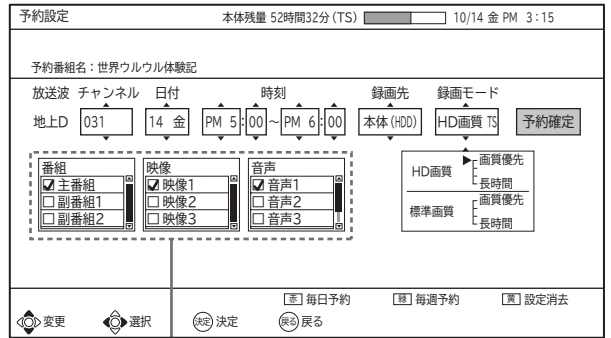 予約設定 本体残量 52時間32分(TS) 10/14 金 PM 3:15
予約番組名:世界ウルウル体験記
放送波 チャンネル 日付 時刻 録画先 録画モード
地上D 031 14 金 PM 5:00~PM 6:00 本体(HDD) HD画質 TS 予約確定
番組 映像 音声
主番組 映像1 音声1
副番組1 映像2 音声2
副番組2 映像3 音声3
HD画質 画質優先
長時間
標準画質 画質優先
長時間
赤 毎日予約 緑 毎週予約 黄 設定消去
変更 選択 決定 決定 戻る 戻る